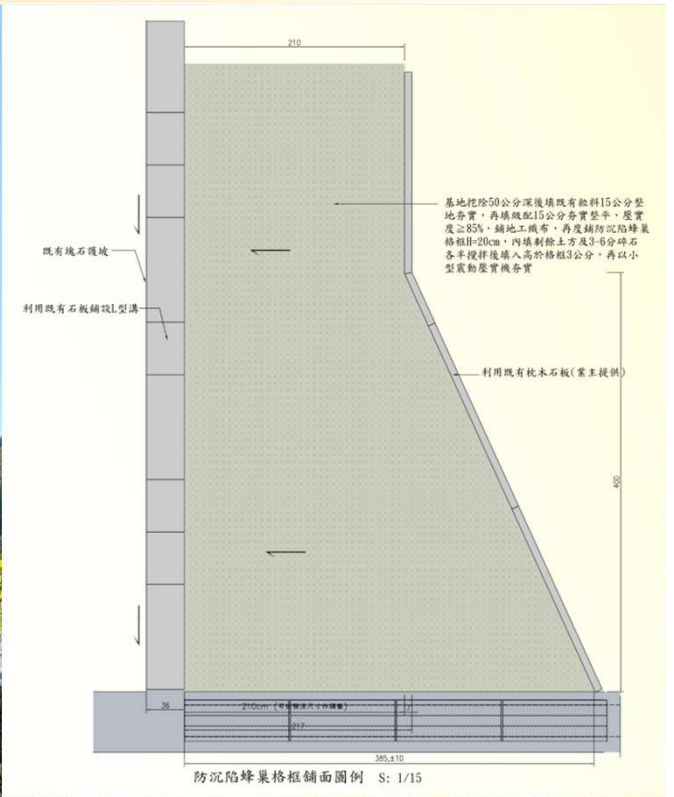 210
基地挖除50公分深後填既有粒料15公分整
地夯實，再填級配15公分夯實整平，壓實
度≧85%，鋪地工織布，再度鋪防沉陷蜂巢
格框H=20cm，內填剩餘土方及3-6分碎石
各半攪拌後填入高於格框3公分，再以小
型震動壓實機夯實
既有塊石護坡
利用既有石板鋪設L型溝
利用既有枕木石板(業主提供)
400
36
210cm (可
尺寸作調整)
7
217
385,±10
防沉陷蜂巢格框鋪面圖例 S: 1/15